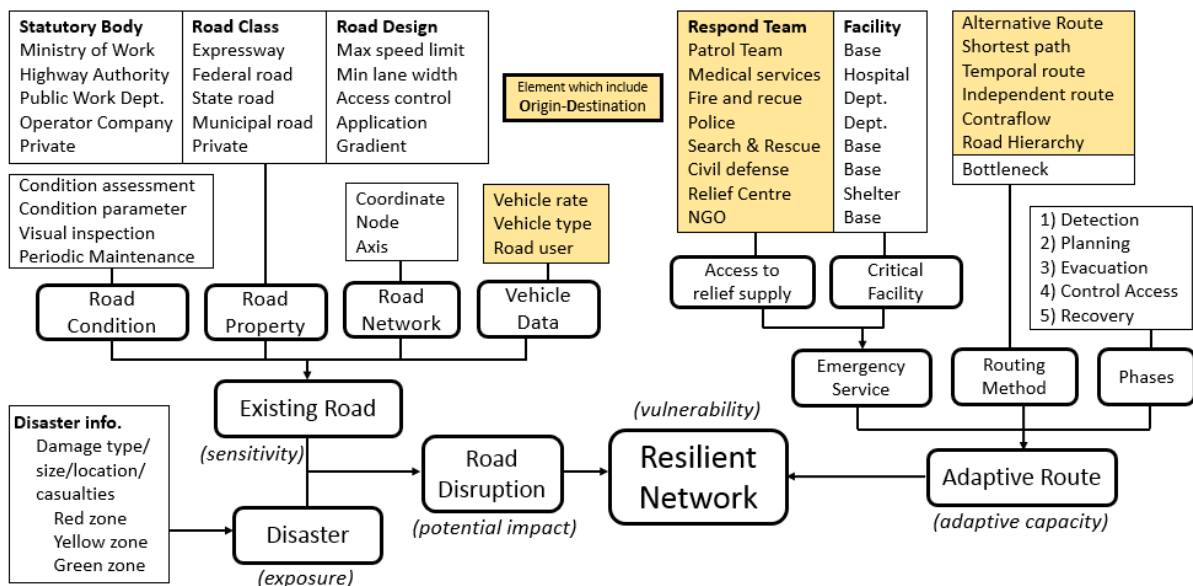 Statutory Body
Ministry of Work
Highway Authority
Public Work Dept.
Operator Company
Private
Road Class
Expressway
Federal road
State road
Municipal road
Private
Road Design
Max speed limit
Min lane width
Access control
Application
Gradient
Element which include
Origin-Destination
Respond Team
Patrol Team
Medical services
Fire and recue
Police
Search & Rescue
Civil defense
Relief Centre
NGO
Facility
Base
Hospital
Dept.
Dept.
Base
Base
Shelter
Base
Alternative Route
Shortest path
Temporal route
Independent route
Contraflow
Road Hierarchy
Bottleneck
Condition assessment
Condition parameter
Visual inspection
Periodic Maintenance
Coordinate
Node
Axis
Vehicle rate
Vehicle type
Road user
1) Detection
2) Planning
3) Evacuation
4) Control Access
5) Recovery
Road
Condition
Road
Property
Road
Network
Vehicle
Data
Access to
relief supply
Critical
Facility
Emergency
Service
Routing
Method
Phases
Existing Road
(sensitivity)
Disaster info.
Damage type/
size/location/
casualties
Red zone
Yellow zone
Green zone
Disaster
(exposure)
Road
Disruption
(potential impact)
(vulnerability)
Resilient
Network
Adaptive Route
(adaptive capacity)